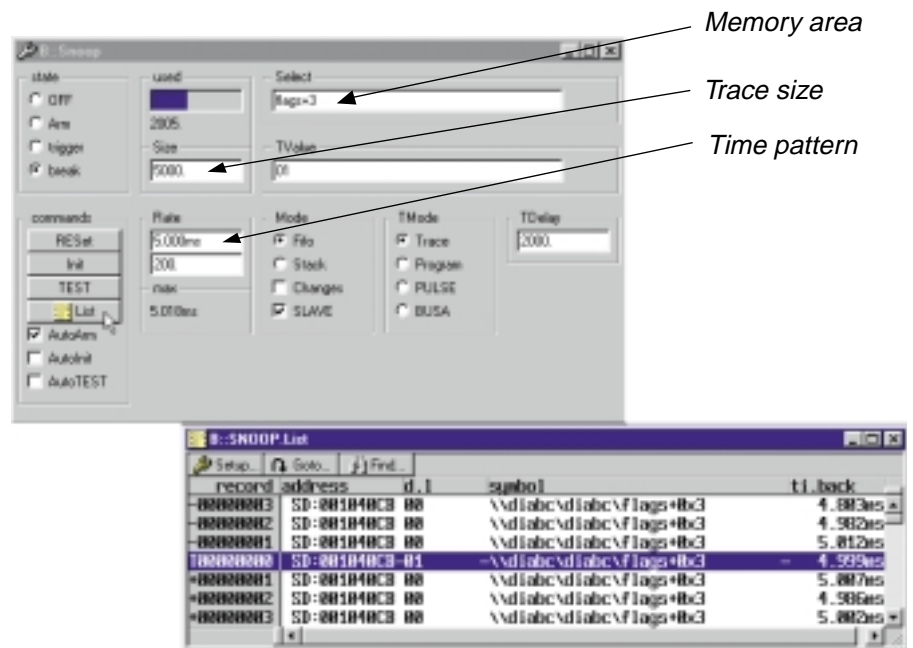 Memory area
Trace size
Time pattern
B::Snoop
state
OFF
Arm
trigger
break
used
2005.
Size
5000.
Select
flags+3
TValue
01
commands
RESet
Init
TEST
List
AutoArm
AutoInit
AutoTEST
Rate
5.000ms
200.
max
5.018ms
Mode
Fifo
Stack
Changes
SLAVE
TMode
Trace
Program
PULSE
BUSA
TDelay
2000.
B::SNOOP.List
Setup... Goto... Find...
record address d.l symbol ti.back
-00000003 SD:001040CB 00 \\diabc\diabc\flags+0x3 4.803ms
-00000002 SD:001040CB 00 \\diabc\diabc\flags+0x3 4.982ms
-00000001 SD:001040CB 00 \\diabc\diabc\flags+0x3 5.012ms
T00000000 SD:001040CB-01 -\\diabc\diabc\flags+0x3 - 4.999ms
+00000001 SD:001040CB 00 \\diabc\diabc\flags+0x3 5.007ms
+00000002 SD:001040CB 00 \\diabc\diabc\flags+0x3 4.986ms
+00000003 SD:001040CB 00 \\diabc\diabc\flags+0x3 5.002ms